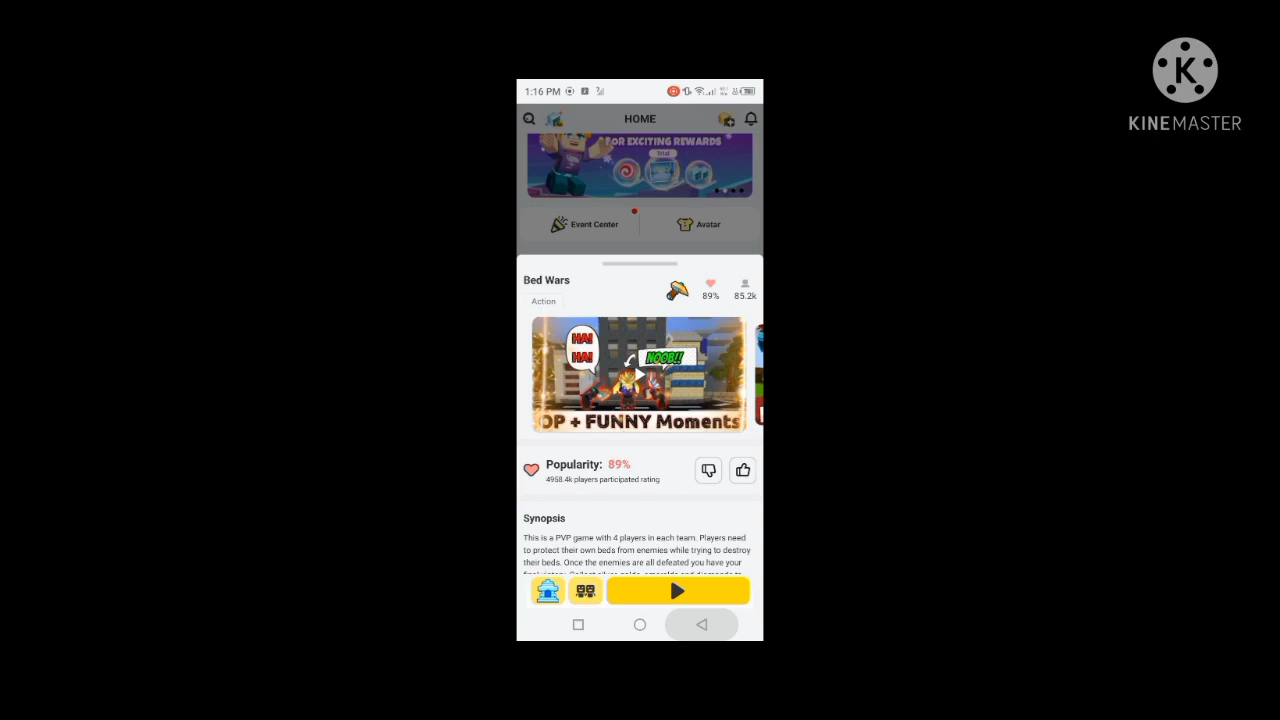 KINEMASTER
1:16 PM
HOME
FOR EXCITING REWARDS
Trial
Event Center
Avatar
Bed Wars
Action
89%
85.2k
HA!
HA!
NOOB!!
OP + FUNNY Moments
Popularity: 89%
4958.4k players participated rating
Synopsis
This is a PVP game with 4 players in each team. Players need
to protect their own beds from enemies while trying to destroy
their beds. Once the enemies are all defeated you have your